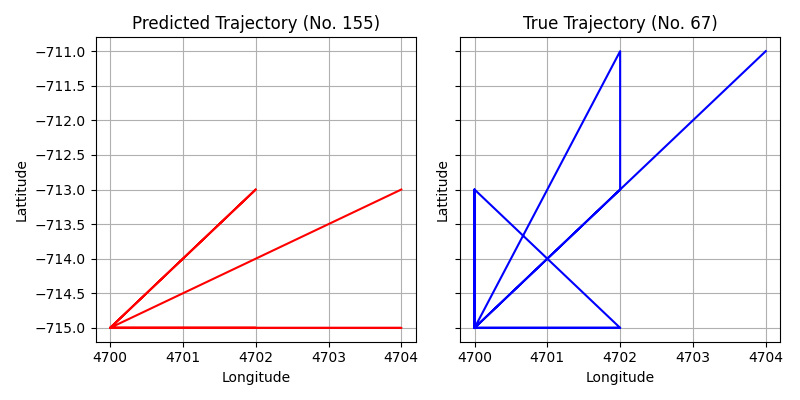 Predicted Trajectory (No. 155)
True Trajectory (No. 67)
−711.0
−711.5
−712.0
−712.5
−713.0
−713.5
−714.0
−714.5
−715.0
Lattitude
Lattitude
4700 4701 4702 4703 4704
4700 4701 4702 4703 4704
Longitude
Longitude